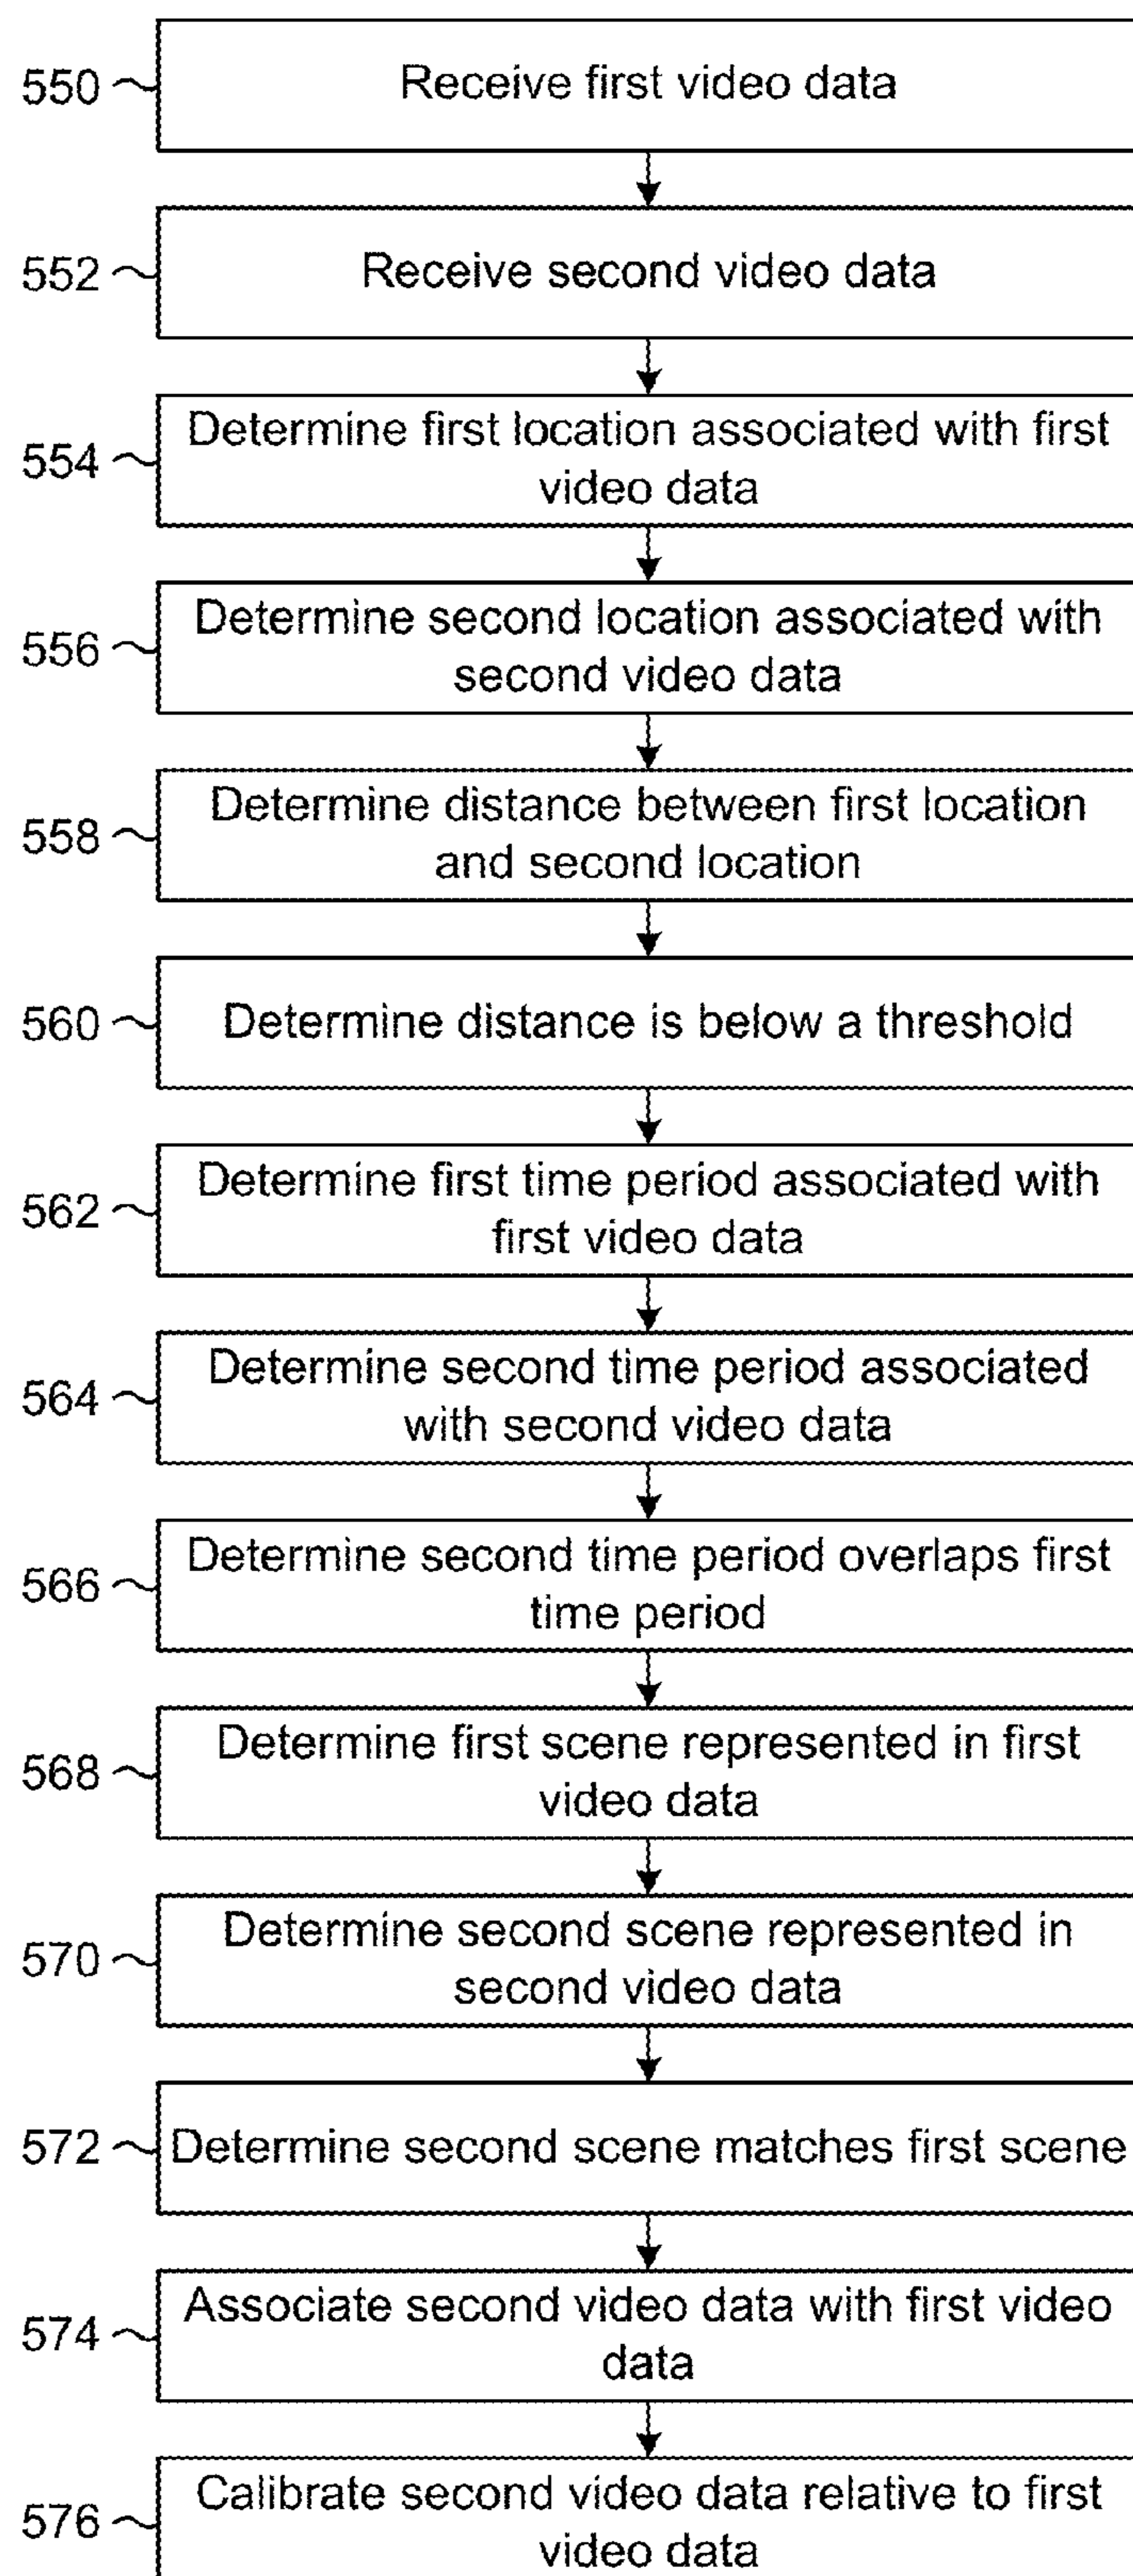 550
Receive first video data
552
Receive second video data
554
Determine first location associated with first
video data
556
Determine second location associated with
second video data
558
Determine distance between first location
and second location
560
Determine distance is below a threshold
562
Determine first time period associated with
first video data
564
Determine second time period associated
with second video data
566
Determine second time period overlaps first
time period
568
Determine first scene represented in first
video data
570
Determine second scene represented in
second video data
572
Determine second scene matches first scene
574
Associate second video data with first video
data
576
Calibrate second video data relative to first
video data